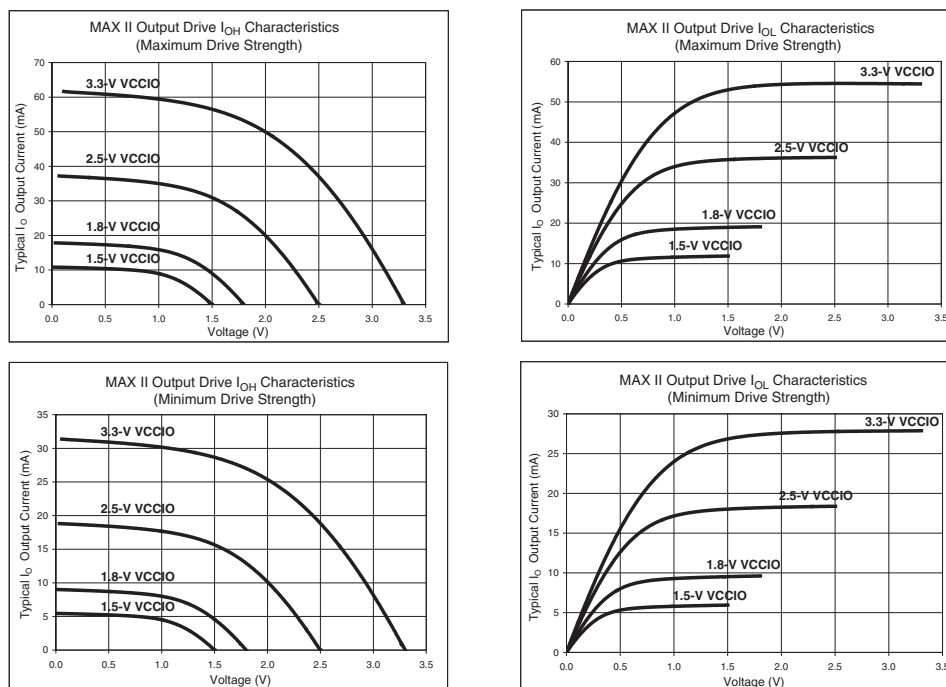 MAX II Output Drive IOH Characteristics
(Maximum Drive Strength)
70
60
50
40
30
20
10
0
Typical IO Output Current (mA)
3.3-V VCCIO
2.5-V VCCIO
1.8-V VCCIO
1.5-V VCCIO
0.0 0.5 1.0 1.5 2.0 2.5 3.0 3.5
Voltage (V)
MAX II Output Drive IOL Characteristics
(Maximum Drive Strength)
60
50
40
30
20
10
0
Typical IO Output Current (mA)
3.3-V VCCIO
2.5-V VCCIO
1.8-V VCCIO
1.5-V VCCIO
0.0 0.5 1.0 1.5 2.0 2.5 3.0 3.5
Voltage (V)
MAX II Output Drive IOH Characteristics
(Minimum Drive Strength)
35
30
25
20
15
10
5
0
Typical IO Output Current (mA)
3.3-V VCCIO
2.5-V VCCIO
1.8-V VCCIO
1.5-V VCCIO
0.0 0.5 1.0 1.5 2.0 2.5 3.0 3.5
Voltage (V)
MAX II Output Drive IOL Characteristics
(Minimum Drive Strength)
30
25
20
15
10
5
0
Typical IO Output Current (mA)
3.3-V VCCIO
2.5-V VCCIO
1.8-V VCCIO
1.5-V VCCIO
0.0 0.5 1.0 1.5 2.0 2.5 3.0 3.5
Voltage (V)